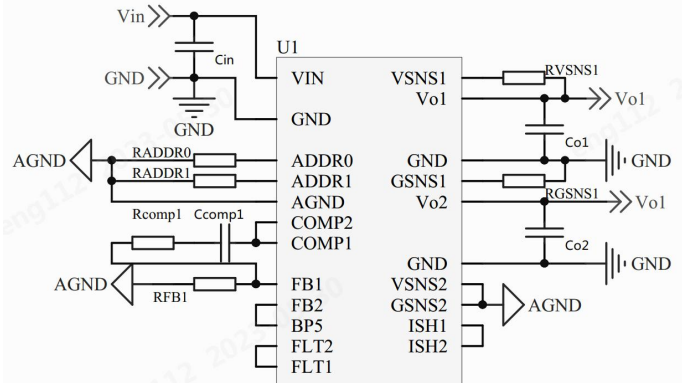 Vin
Cin
GND
GND
U1
VIN
GND
ADDR0
ADDR1
AGND
COMP2
COMP1
FB1
FB2
BP5
FLT2
FLT1
VSNS1
Vo1
GND
GSNS1
Vo2
GND
VSNS2
GSNS2
ISH1
ISH2
AGND
RADDR0
RADDR1
Rcomp1
Ccomp1
AGND
RFB1
RVSNS1
Vo1
Co1
GND
RGSNS1
Vo1
Co2
GND
AGND